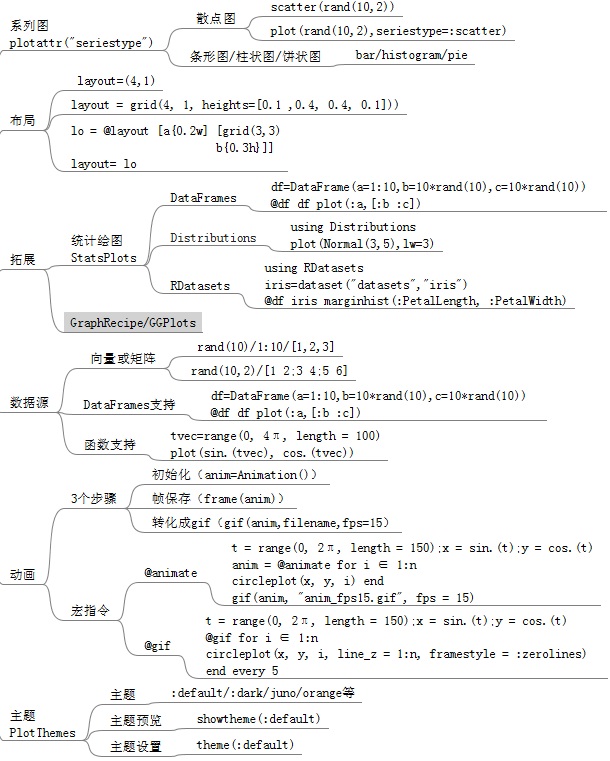 系列图
plotattr("seriestype")
散点图
scatter(rand(10,2))
plot(rand(10,2),seriestype=:scatter)
条形图/柱状图/饼状图
bar/histogram/pie
布局
layout=(4,1)
layout = grid(4, 1, heights=[0.1 ,0.4, 0.4, 0.1]))
lo = @layout [a{0.2w] [grid(3,3)
b{0.3h}]]
layout= lo
拓展
统计绘图
StatsPlots
DataFrames
df=DataFrame(a=1:10,b=10*rand(10),c=10*rand(10))
@df df plot(:a,[:b :c])
Distributions
using Distributions
plot(Normal(3,5),lw=3)
RDatasets
using RDatasets
iris=dataset("datasets","iris")
@df iris marginhist(:PetalLength, :PetalWidth)
GraphRecipe/GGPlots
数据源
向量或矩阵
rand(10)/1:10/[1,2,3]
rand(10,2)/[1 2;3 4;5 6]
DataFrames支持
df=DataFrame(a=1:10,b=10*rand(10),c=10*rand(10))
@df df plot(:a,[:b :c])
函数支持
tvec=range(0, 4π, length = 100)
plot(sin.(tvec), cos.(tvec))
动画
3个步骤
初始化（anim=Animation()）
帧保存（frame(anim)）
转化成gif（gif(anim,filename,fps=15)
宏指令
@animate
t = range(0, 2π, length = 150);x = sin.(t);y = cos.(t)
anim = @animate for i ∈ 1:n
circleplot(x, y, i) end
gif(anim, "anim_fps15.gif", fps = 15)
@gif
t = range(0, 2π, length = 150);x = sin.(t);y = cos.(t)
@gif for i ∈ 1:n
circleplot(x, y, i, line_z = 1:n, framestyle = :zerolines)
end every 5
主题
PlotThemes
主题
:default/:dark/juno/orange等
主题预览
showtheme(:default)
主题设置
theme(:default)